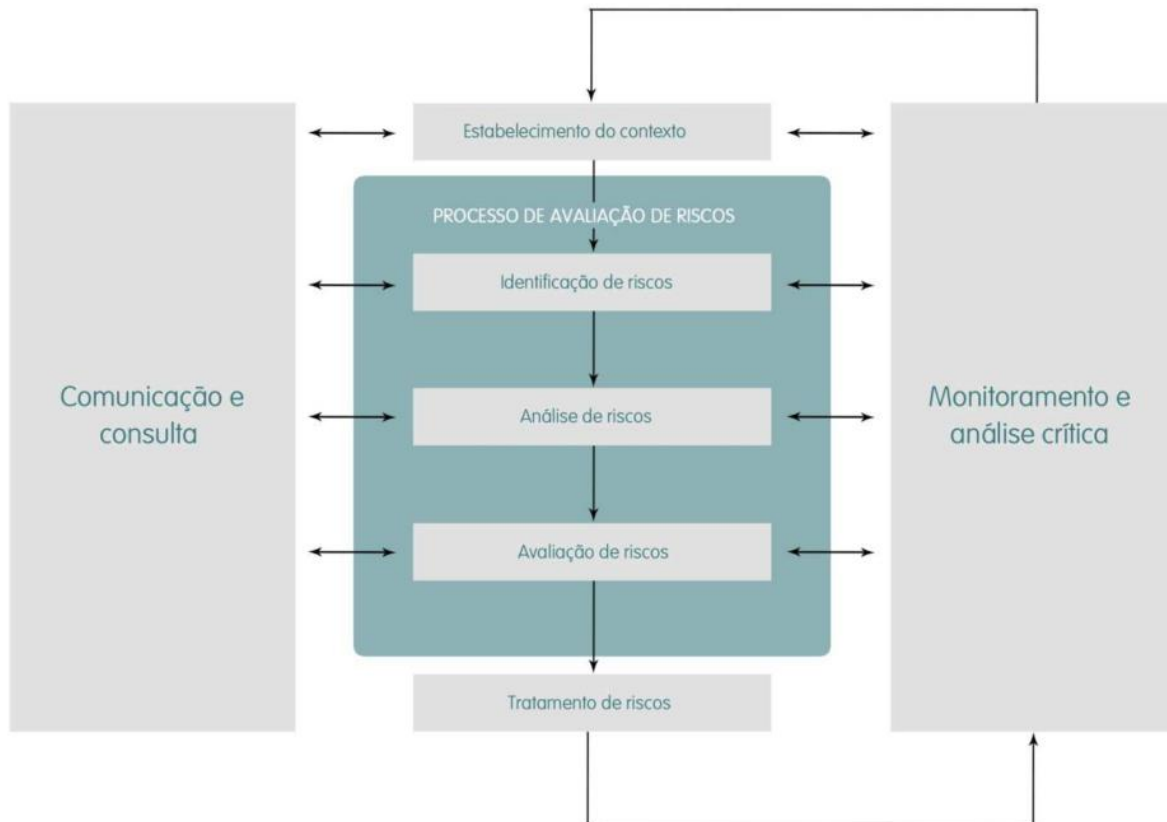 Estabelecimento do contexto
PROCESSO DE AVALIAÇÃO DE RISCOS
Identificação de riscos
Comunicação e
consulta
Análise de riscos
Monitoramento e
análise crítica
Avaliação de riscos
Tratamento de riscos